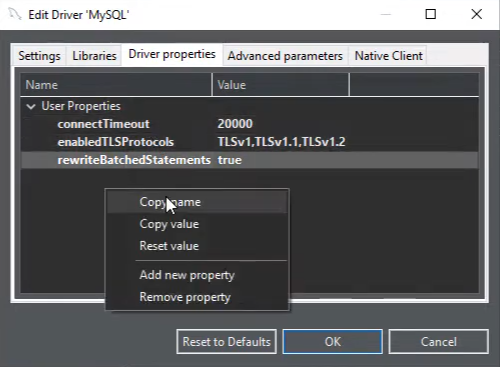 Edit Driver 'MySQL'
Settings Libraries Driver properties Advanced parameters Native Client
Name Value
User Properties
connectTimeout 20000
enabledTLSProtocols TLSv1,TLSv1.1,TLSv1.2
rewriteBatchedStatements true
Copy name
Copy value
Reset value
Add new property
Remove property
Reset to Defaults OK Cancel